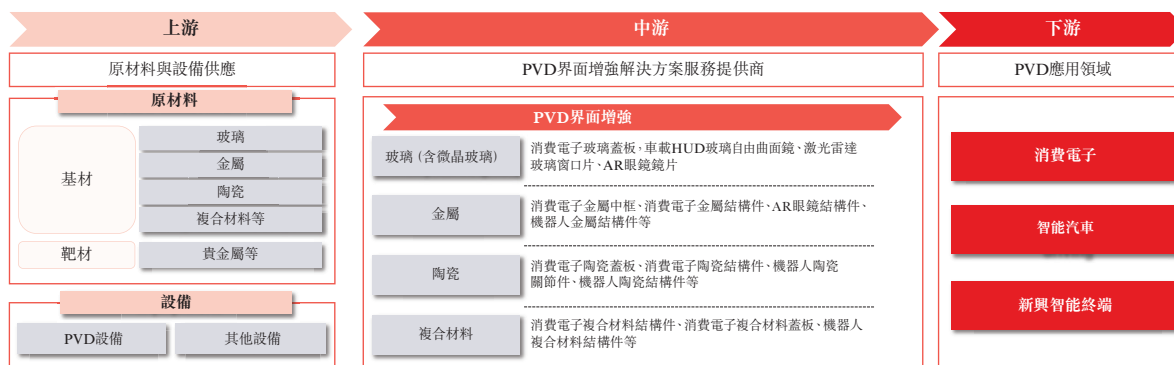 上游
中游
下游
原材料與設備供應
PVD界面增強解決方案服務提供商
PVD應用領域
原材料
基材
玻璃
金屬
陶瓷
複合材料等
靶材
貴金屬等
設備
PVD設備
其他設備
PVD界面增強
玻璃（含微晶玻璃）
消費電子玻璃蓋板，車載HUD玻璃自由曲面鏡、激光雷達
玻璃窗口片、AR眼鏡鏡片
金屬
消費電子金屬中框、消費電子金屬結構件、AR眼鏡結構件、
機器人金屬結構件等
陶瓷
消費電子陶瓷蓋板、消費電子陶瓷結構件、機器人陶瓷
關節件、機器人陶瓷結構件等
複合材料
消費電子複合材料結構件、消費電子複合材料蓋板、機器人
複合材料結構件等
消費電子
智能汽車
新興智能終端